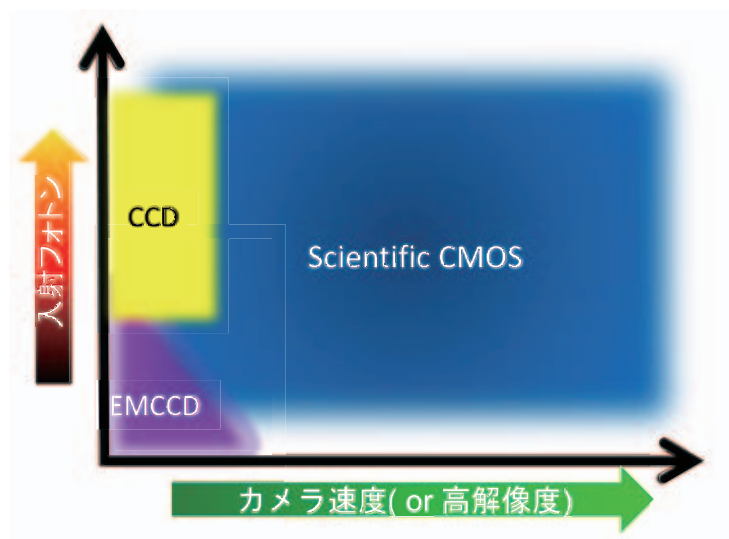 入射フォトン
CCD
Scientific CMOS
EMCCD
カメラ速度( or 高解像度)